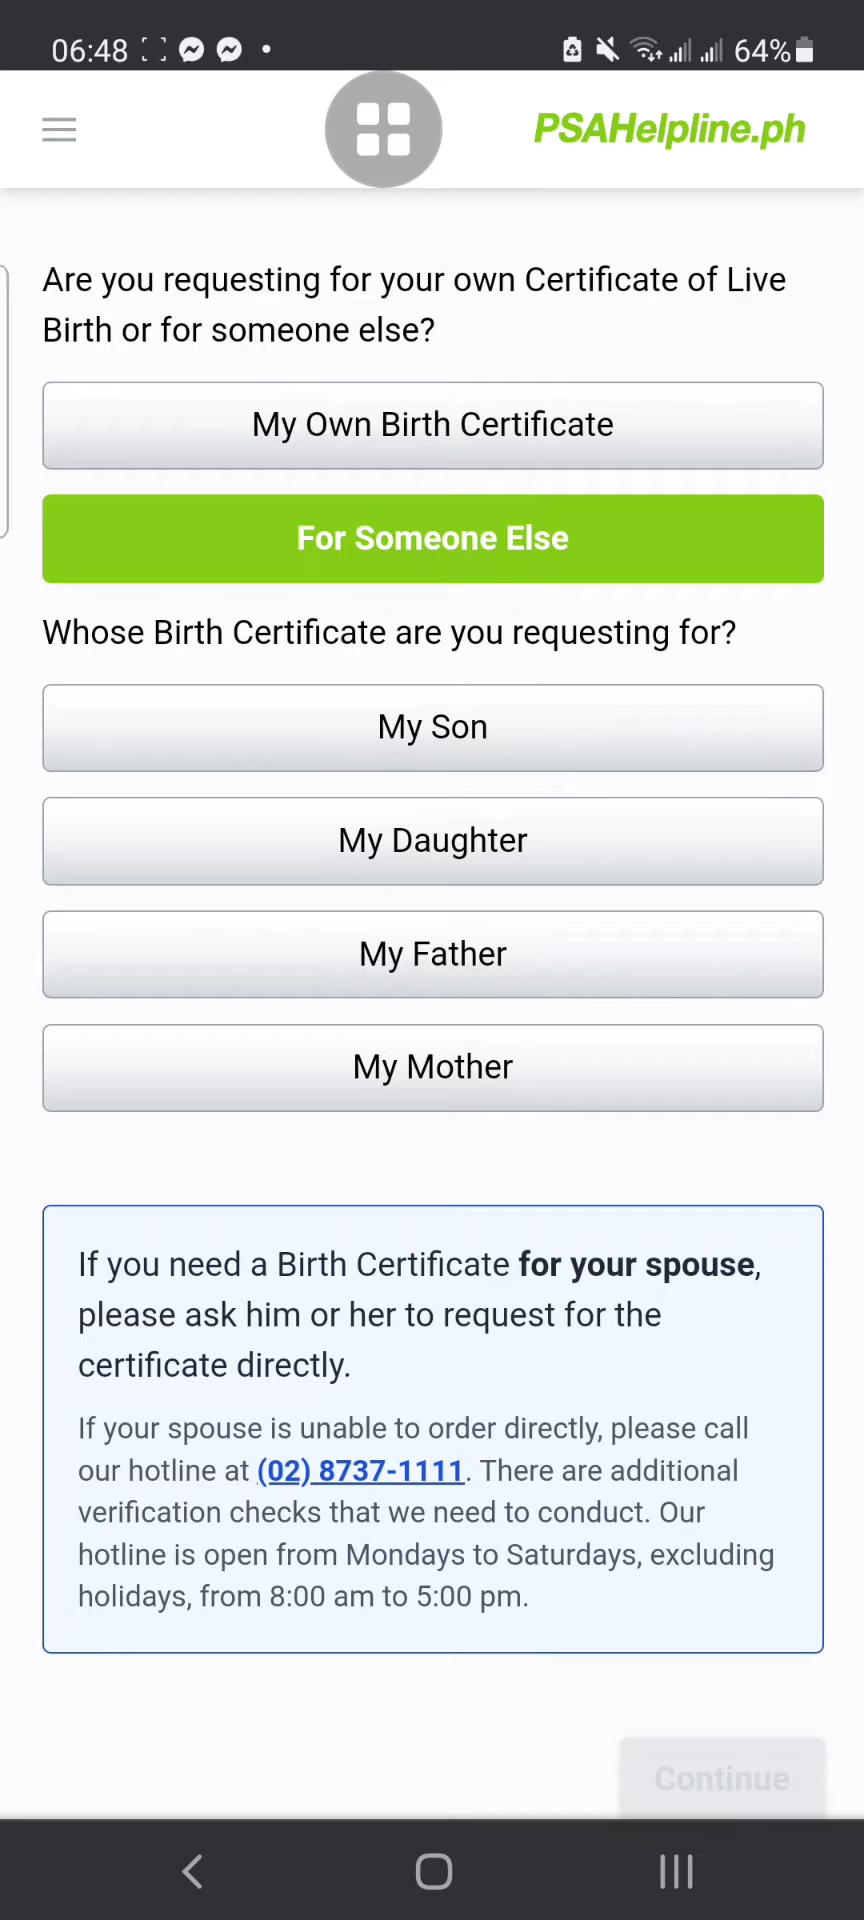 06:48
64%
PSAHelpline.ph
Are you requesting for your own Certificate of Live
Birth or for someone else?
My Own Birth Certificate
For Someone Else
Whose Birth Certificate are you requesting for?
My Son
My Daughter
My Father
My Mother
If you need a Birth Certificate for your spouse,
please ask him or her to request for the
certificate directly.
If your spouse is unable to order directly, please call
our hotline at (02) 8737-1111. There are additional
verification checks that we need to conduct. Our
hotline is open from Mondays to Saturdays, excluding
holidays, from 8:00 am to 5:00 pm.
Continue